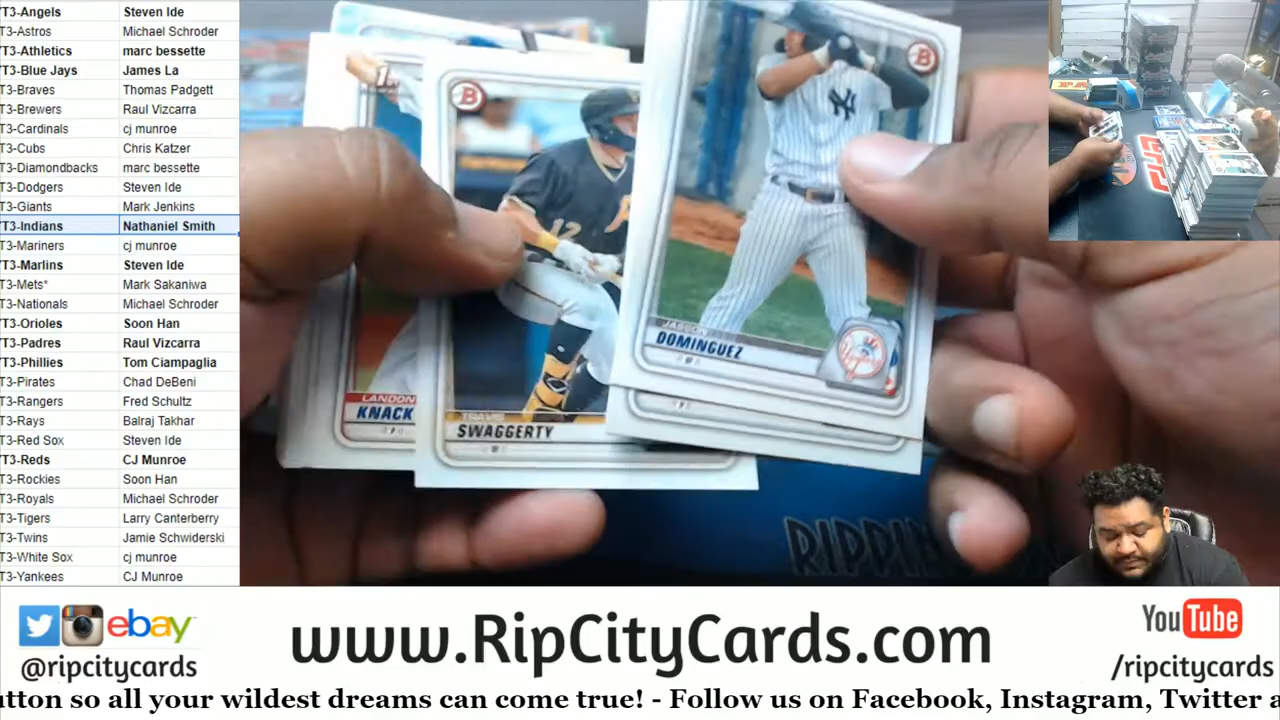 T3-Angels Steven Ide
T3-Astros Michael Schroder
T3-Athletics marc bessette
T3-Blue Jays James La
T3-Braves Thomas Padgett
T3-Brewers Raul Vizcarra
T3-Cardinals cj munroe
T3-Cubs Chris Katzer
T3-Diamondbacks marc bessette
T3-Dodgers Steven Ide
T3-Giants Mark Jenkins
T3-Indians Nathaniel Smith
T3-Mariners cj munroe
T3-Marlins Steven Ide
T3-Mets* Mark Sakaniwa
T3-Nationals Michael Schroder
T3-Orioles Soon Han
T3-Padres Raul Vizcarra
T3-Phillies Tom Ciampaglia
T3-Pirates Chad DeBeni
T3-Rangers Fred Schultz
T3-Rays Balraj Takhar
T3-Red Sox Steven Ide
T3-Reds CJ Munroe
T3-Rockies Soon Han
T3-Royals Michael Schroder
T3-Tigers Larry Canterberry
T3-Twins Jamie Schwiderski
T3-White Sox cj munroe
T3-Yankees CJ Munroe
1st
B
B
12
P
NY
LANDON
KNACK
TRAVIS
SWAGGERTY
JASSON
DOMINGUEZ
Yankees
RIPPIN
ebay
@ripcitycards
www.RipCityCards.com
YouTube
/ripcitycards
utton so all your wildest dreams can come true! - Follow us on Facebook, Instagram, Twitter a